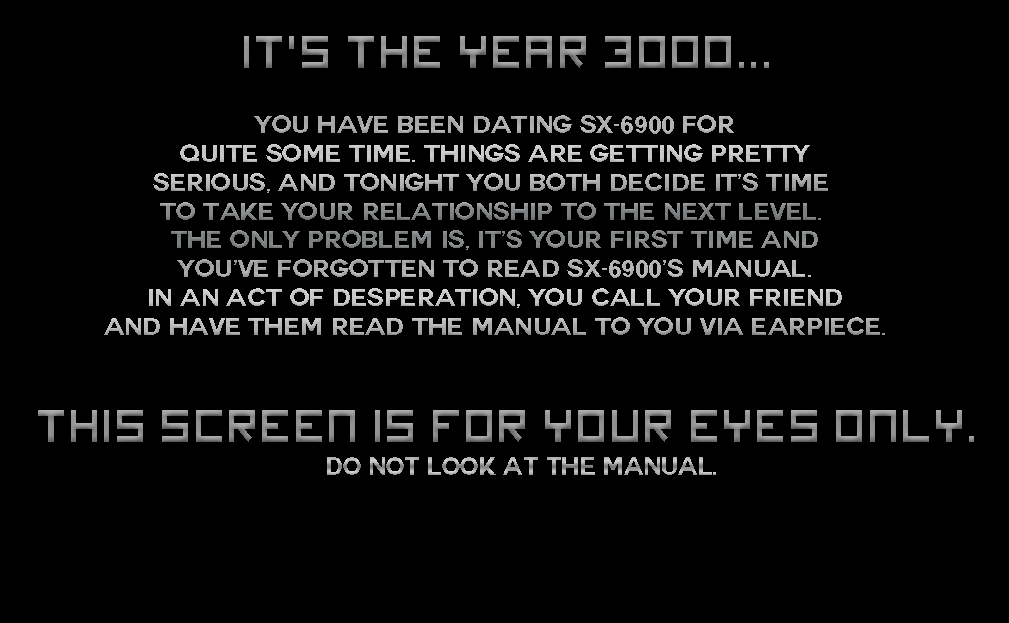 IT'S THE YEAR 3000...
YOU HAVE BEEN DATING SX-6900 FOR
QUITE SOME TIME. THINGS ARE GETTING PRETTY
SERIOUS, AND TONIGHT YOU BOTH DECIDE IT'S TIME
TO TAKE YOUR RELATIONSHIP TO THE NEXT LEVEL.
THE ONLY PROBLEM IS, IT'S YOUR FIRST TIME AND
YOU'VE FORGOTTEN TO READ SX-6900'S MANUAL.
IN AN ACT OF DESPERATION, YOU CALL YOUR FRIEND
AND HAVE THEM READ THE MANUAL TO YOU VIA EARPIECE.
THIS SCREEN IS FOR YOUR EYES ONLY.
DO NOT LOOK AT THE MANUAL.